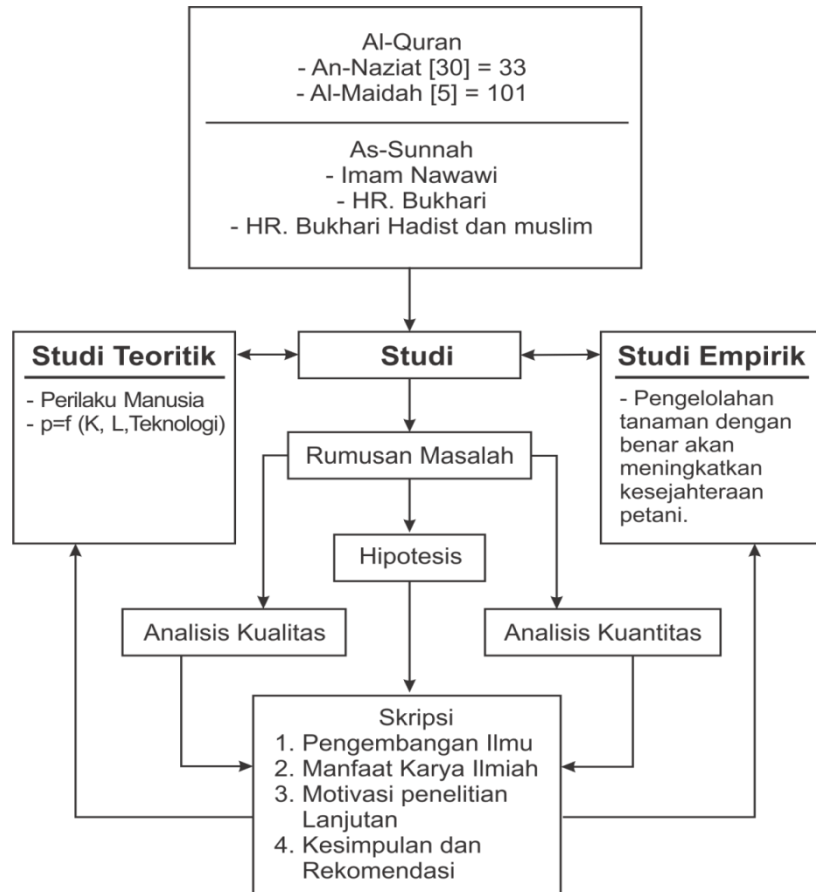 Al-Quran
- An-Naziat [30] = 33
- Al-Maidah [5] = 101
As-Sunnah
- Imam Nawawi
- HR. Bukhari
- HR. Bukhari Hadist dan muslim
Studi Teoritik
- Perilaku Manusia
- p=f (K, L,Teknologi)
Studi
Studi Empirik
- Pengelolahan
tanaman dengan
benar akan
meningkatkan
kesejahteraan
petani.
Rumusan Masalah
Hipotesis
Analisis Kualitas
Analisis Kuantitas
Skripsi
1. Pengembangan Ilmu
2. Manfaat Karya Ilmiah
3. Motivasi penelitian
Lanjutan
4. Kesimpulan dan
Rekomendasi